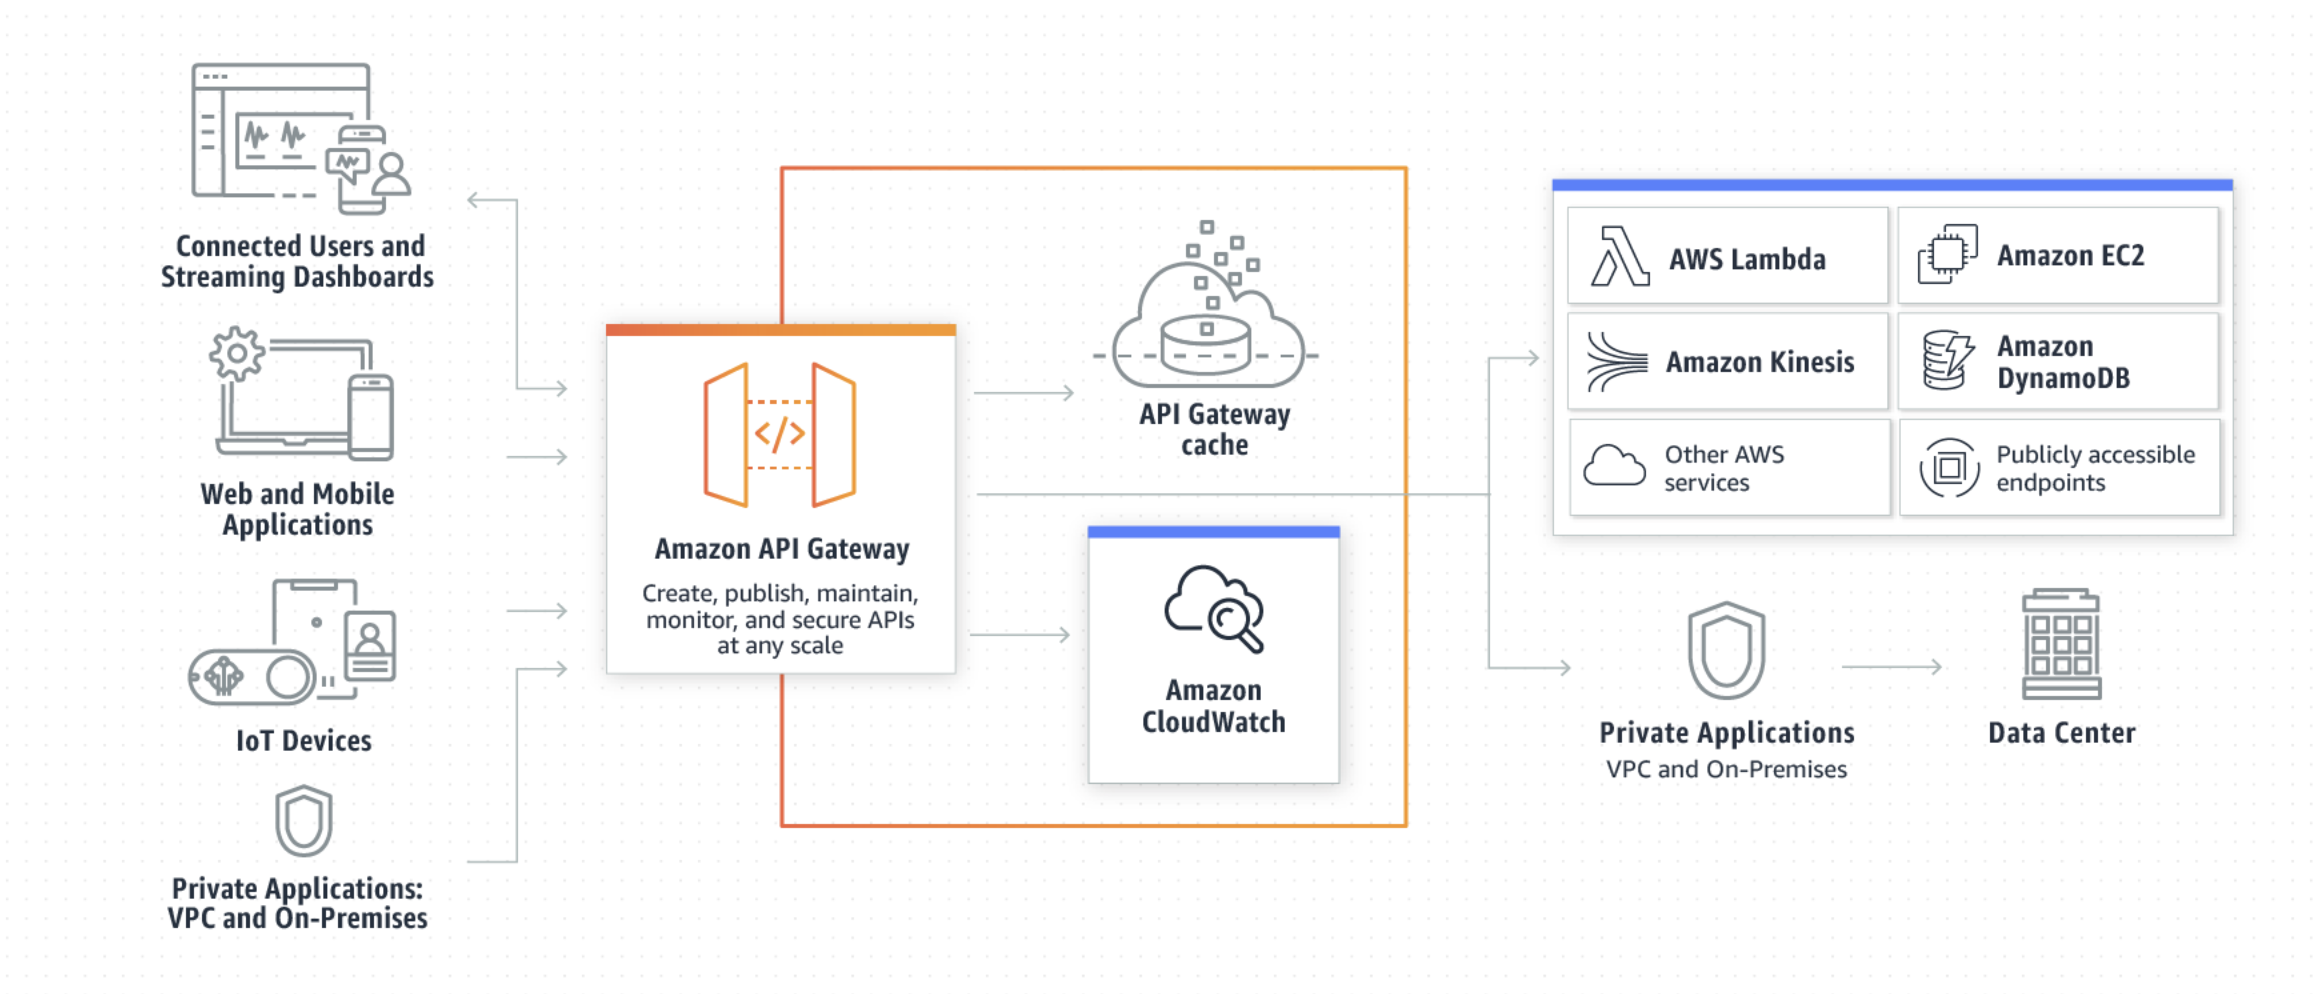 Connected Users and
Streaming Dashboards
Web and Mobile
Applications
IoT Devices
Private Applications:
VPC and On-Premises
</>
Amazon API Gateway
Create, publish, maintain,
monitor, and secure APIs
at any scale
API Gateway
cache
Amazon
CloudWatch
AWS Lambda
Amazon EC2
Amazon Kinesis
Amazon
DynamoDB
Other AWS
services
Publicly accessible
endpoints
Private Applications
VPC and On-Premises
Data Center